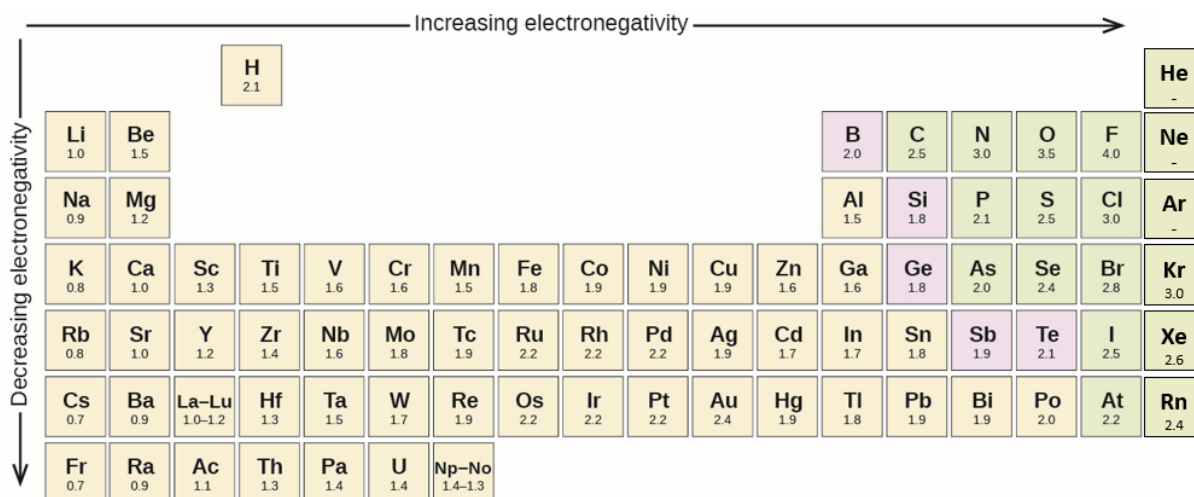 Increasing electronegativity
Decreasing electronegativity
H He
2.1 -
Li Be B C N O F Ne
1.0 1.5 2.0 2.5 3.0 3.5 4.0 -
Na Mg Al Si P S Cl Ar
0.9 1.2 1.5 1.8 2.1 2.5 3.0 -
K Ca Sc Ti V Cr Mn Fe Co Ni Cu Zn Ga Ge As Se Br Kr
0.8 1.0 1.3 1.5 1.6 1.6 1.5 1.8 1.9 1.9 1.9 1.6 1.6 1.8 2.0 2.4 2.8 3.0
Rb Sr Y Zr Nb Mo Tc Ru Rh Pd Ag Cd In Sn Sb Te I Xe
0.8 1.0 1.2 1.4 1.6 1.8 1.9 2.2 2.2 2.2 1.9 1.7 1.7 1.8 1.9 2.1 2.5 2.6
Cs Ba La–Lu Hf Ta W Re Os Ir Pt Au Hg Tl Pb Bi Po At Rn
0.7 0.9 1.0–1.2 1.3 1.5 1.7 1.9 2.2 2.2 2.2 2.4 1.9 1.8 1.9 1.9 2.0 2.2 2.4
Fr Ra Ac Th Pa U Np–No
0.7 0.9 1.1 1.3 1.4 1.4 1.4–1.3